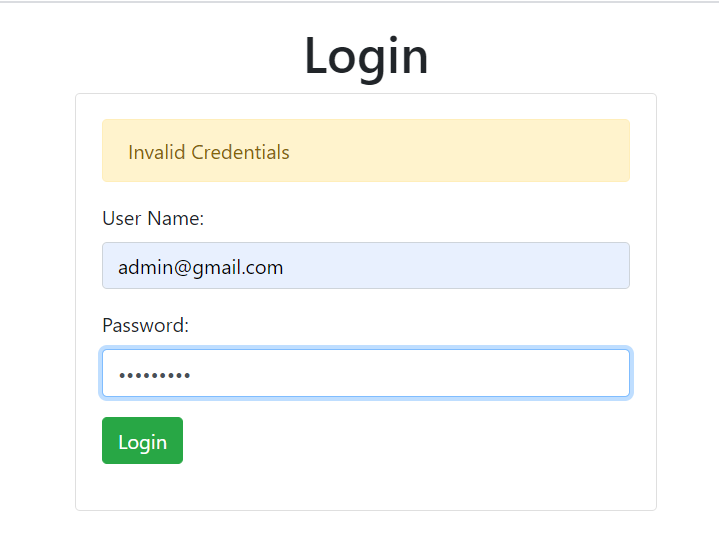 Login
Invalid Credentials
User Name:
admin@gmail.com
Password:
•••••••••
Login